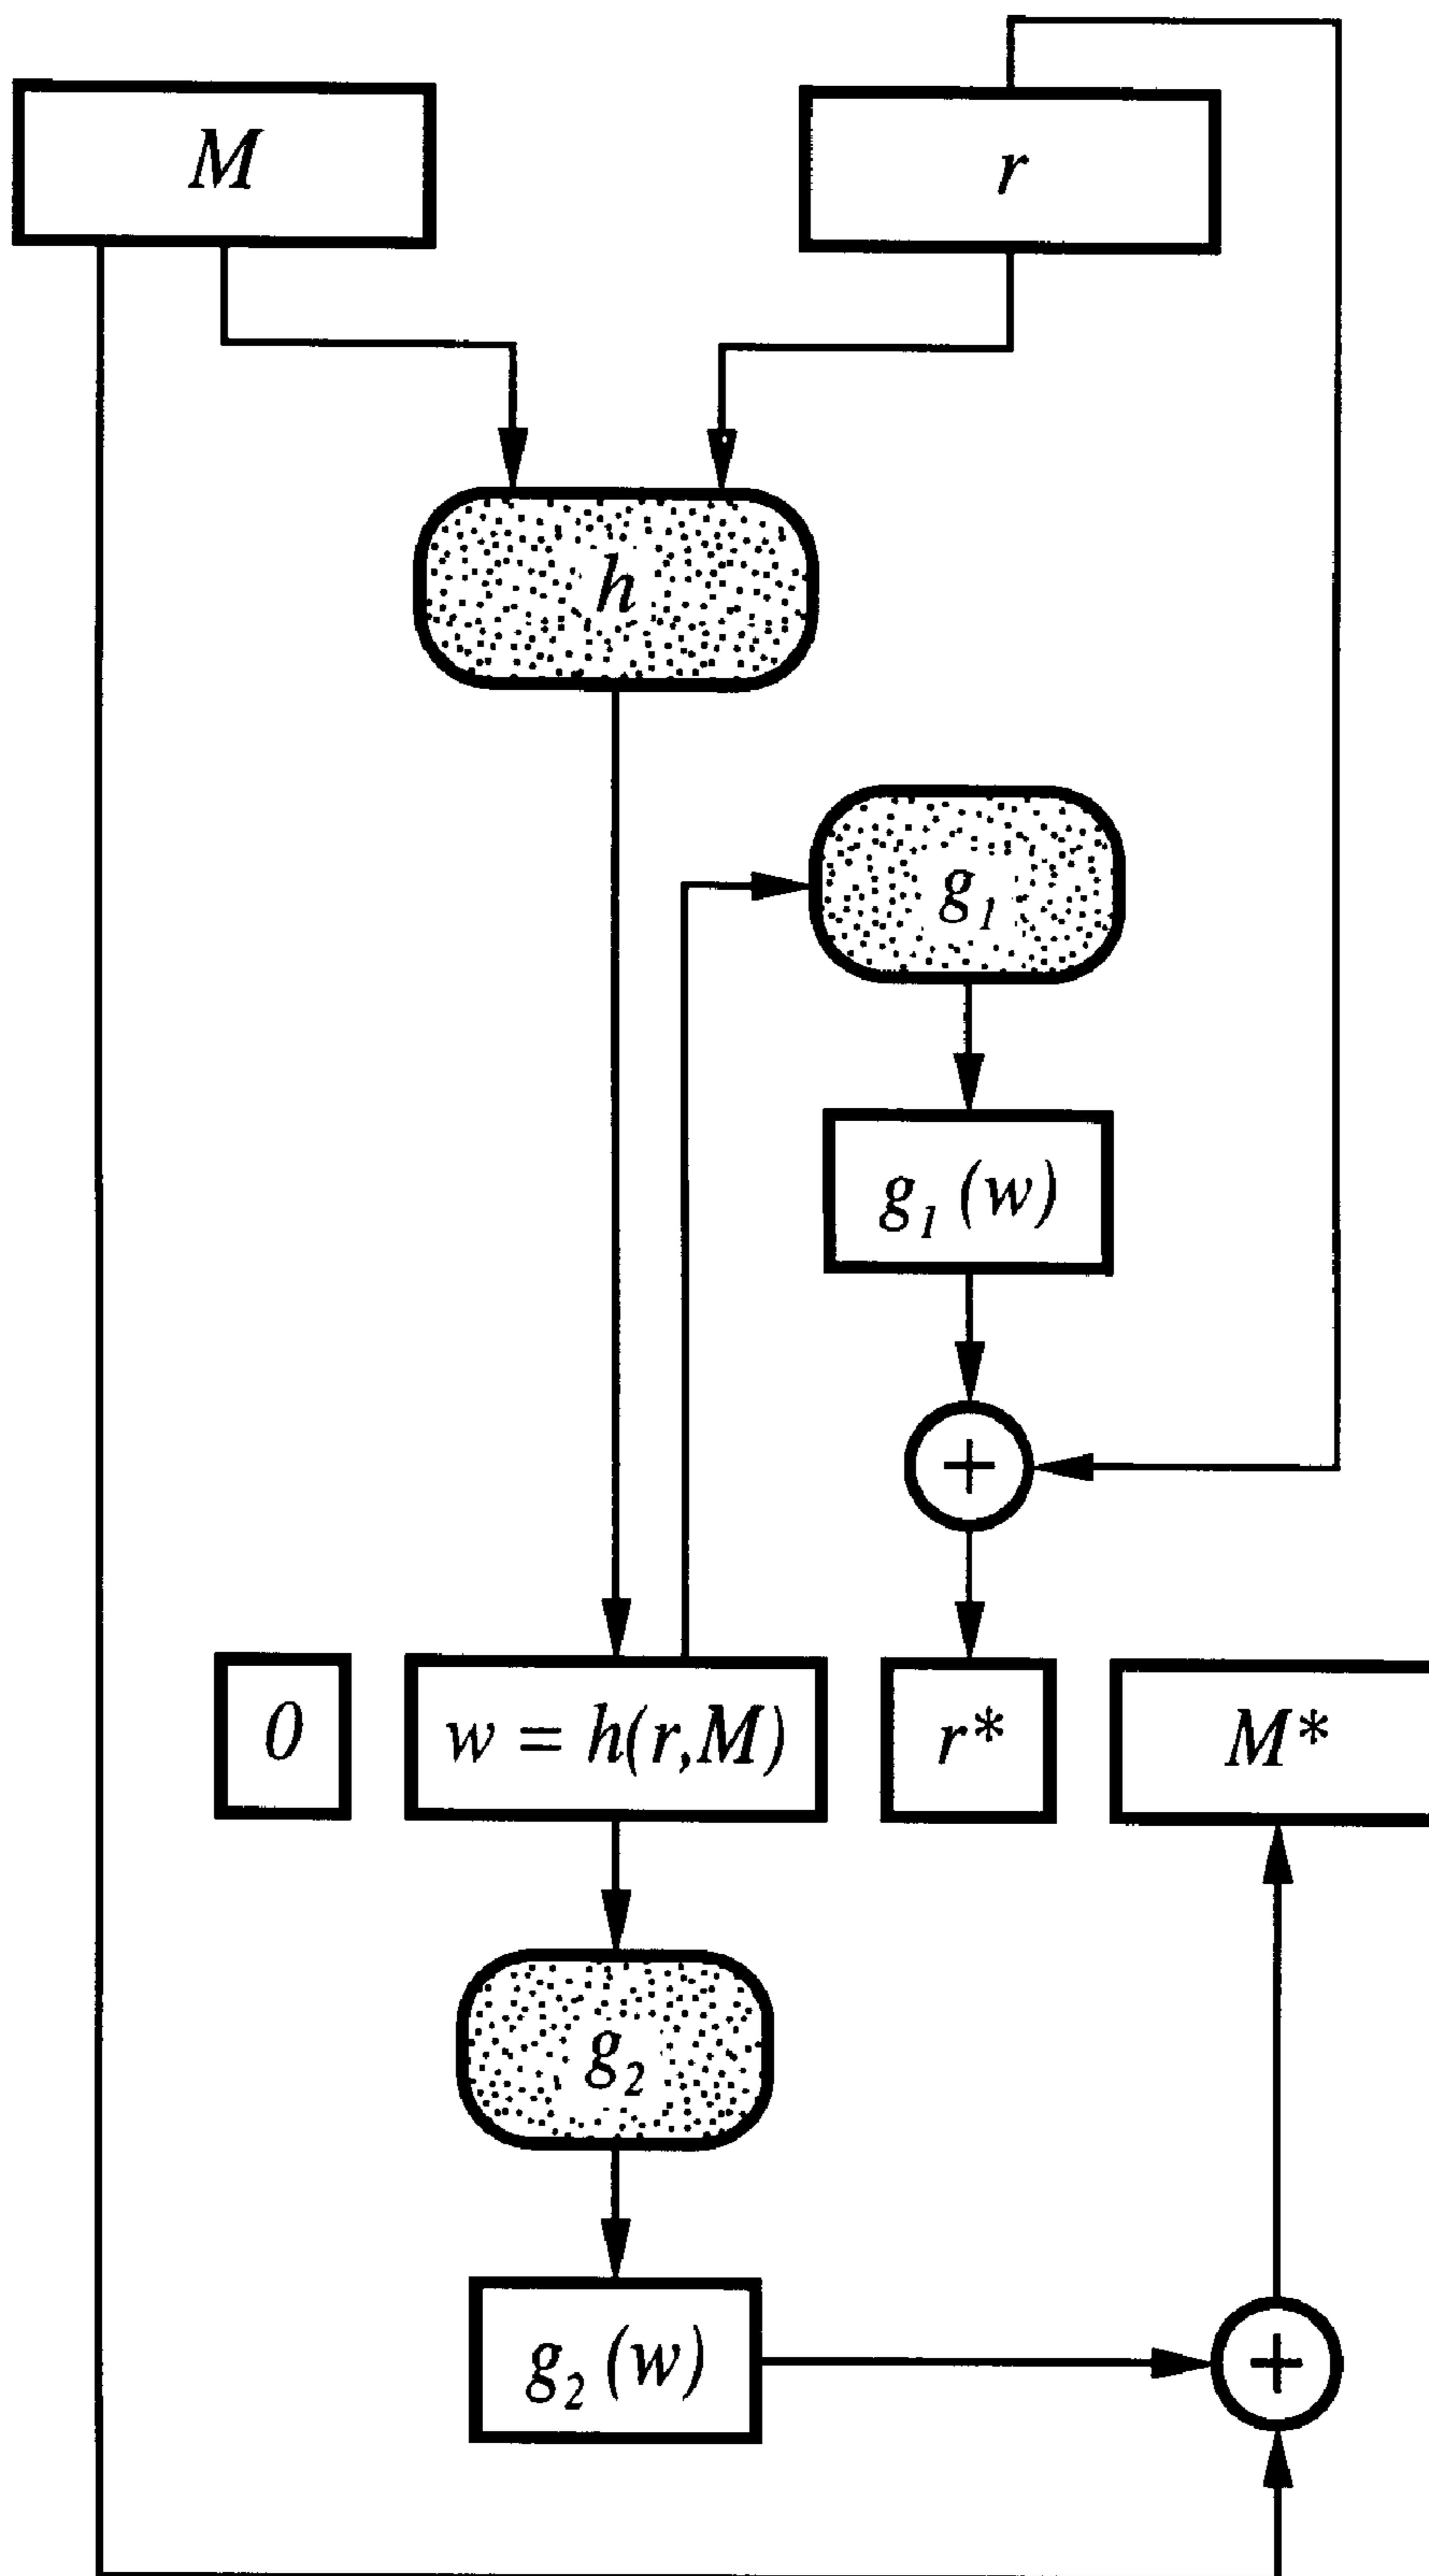 M
r
h
g₁
g₁ (w)
+
0
w = h(r,M)
r*
M*
g₂
g₂ (w)
+